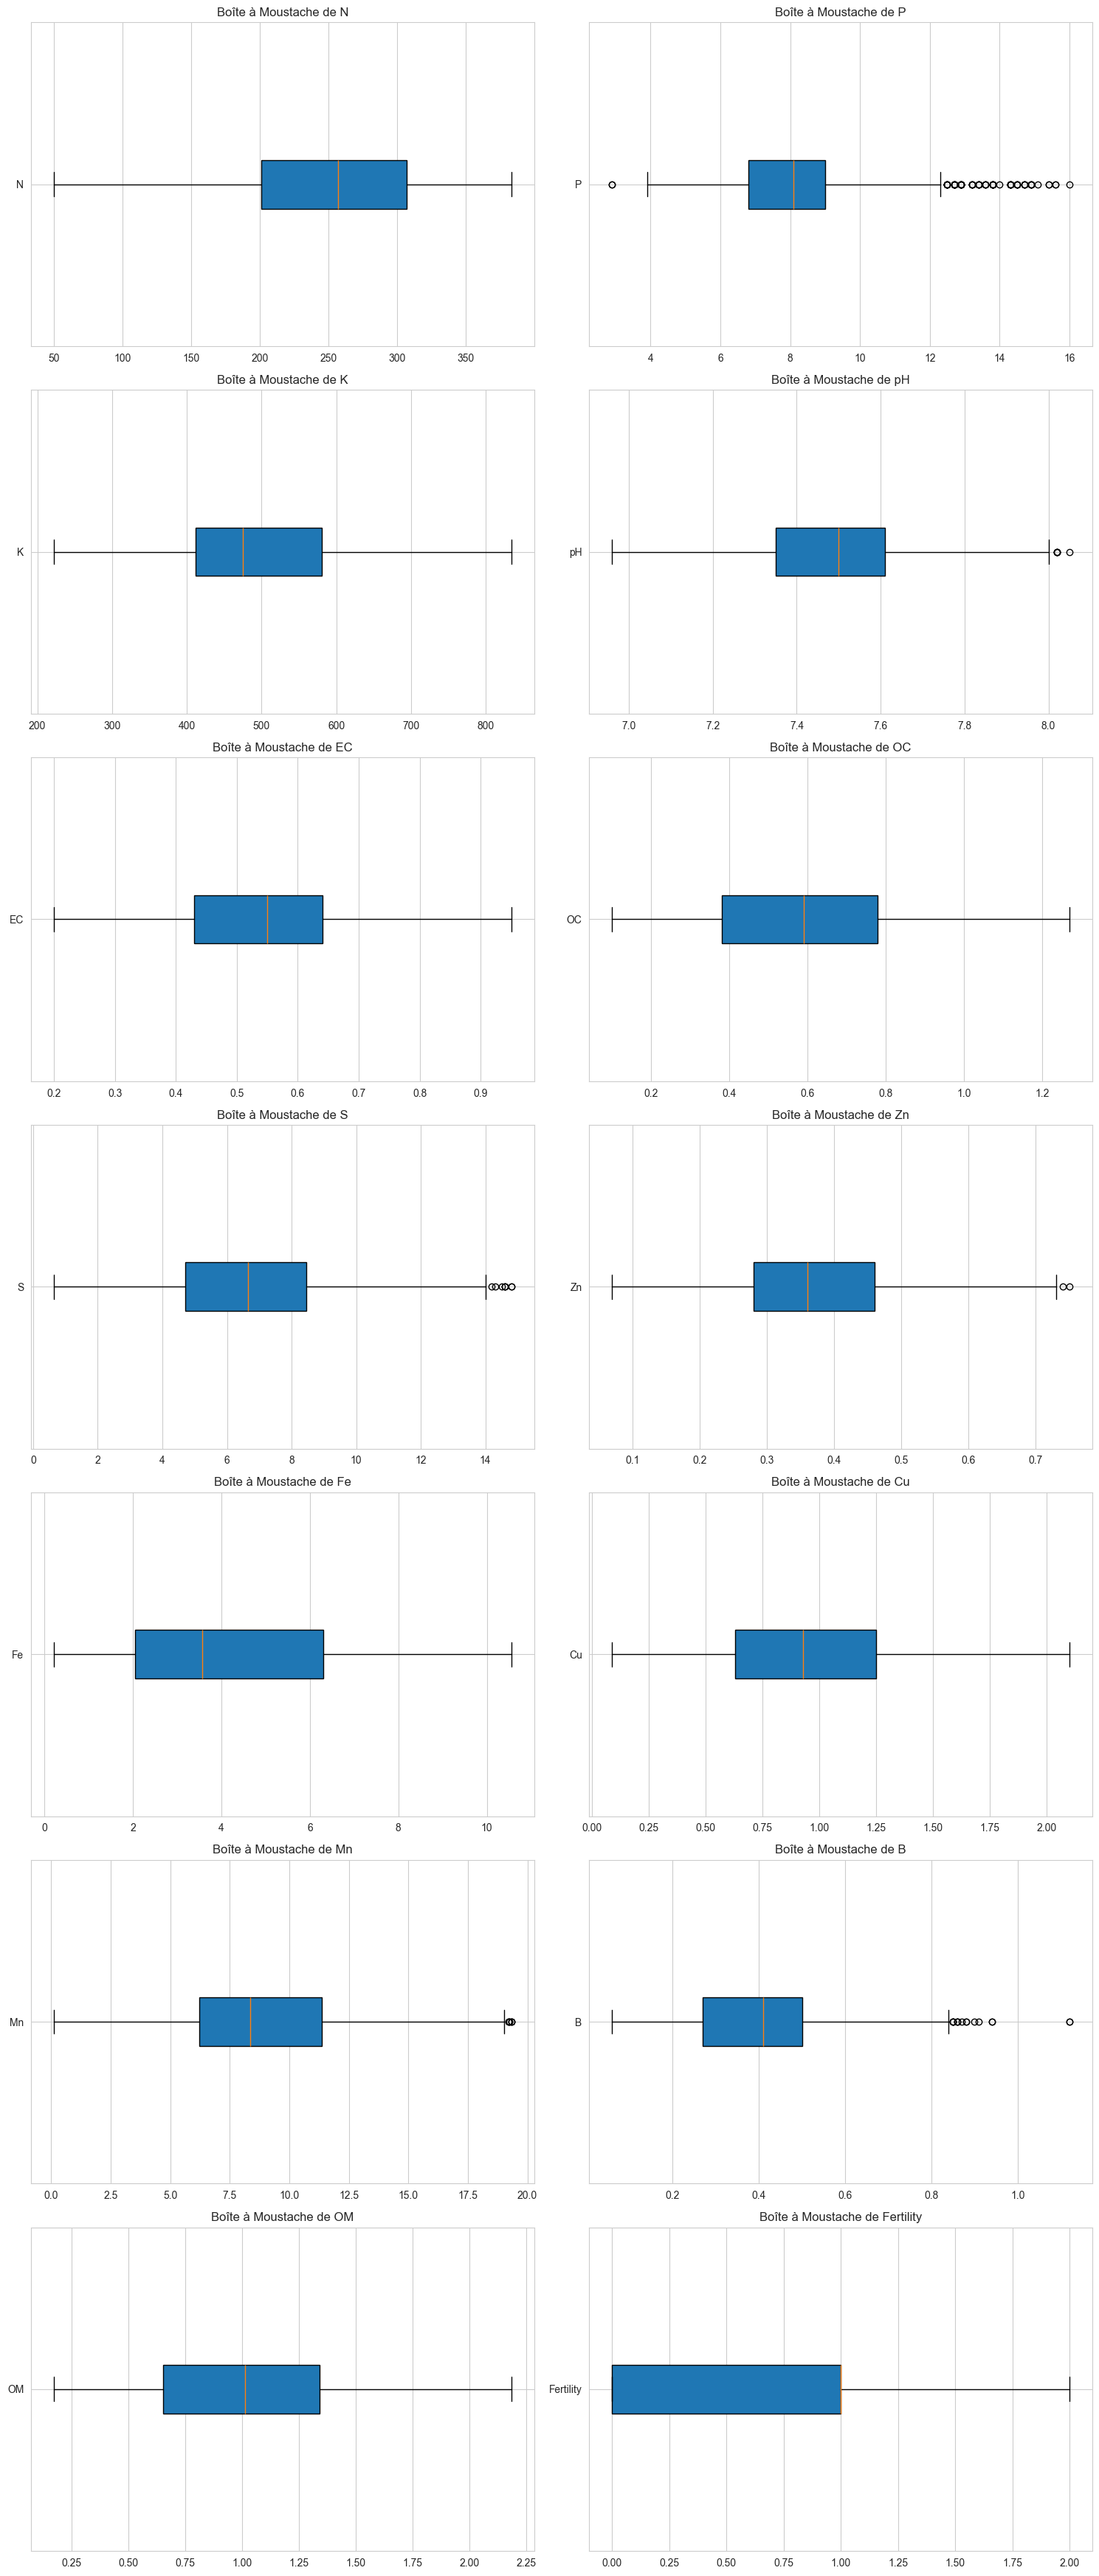 Boîte à Moustache de N
N
50 100 150 200 250 300 350
Boîte à Moustache de P
P
4 6 8 10 12 14 16
Boîte à Moustache de K
K
200 300 400 500 600 700 800
Boîte à Moustache de pH
pH
7.0 7.2 7.4 7.6 7.8 8.0
Boîte à Moustache de EC
EC
0.2 0.3 0.4 0.5 0.6 0.7 0.8 0.9
Boîte à Moustache de OC
OC
0.2 0.4 0.6 0.8 1.0 1.2
Boîte à Moustache de S
S
0 2 4 6 8 10 12 14
Boîte à Moustache de Zn
Zn
0.1 0.2 0.3 0.4 0.5 0.6 0.7
Boîte à Moustache de Fe
Fe
0 2 4 6 8 10
Boîte à Moustache de Cu
Cu
0.00 0.25 0.50 0.75 1.00 1.25 1.50 1.75 2.00
Boîte à Moustache de Mn
Mn
0.0 2.5 5.0 7.5 10.0 12.5 15.0 17.5 20.0
Boîte à Moustache de B
B
0.2 0.4 0.6 0.8 1.0
Boîte à Moustache de OM
OM
0.25 0.50 0.75 1.00 1.25 1.50 1.75 2.00 2.25
Boîte à Moustache de Fertility
Fertility
0.00 0.25 0.50 0.75 1.00 1.25 1.50 1.75 2.00